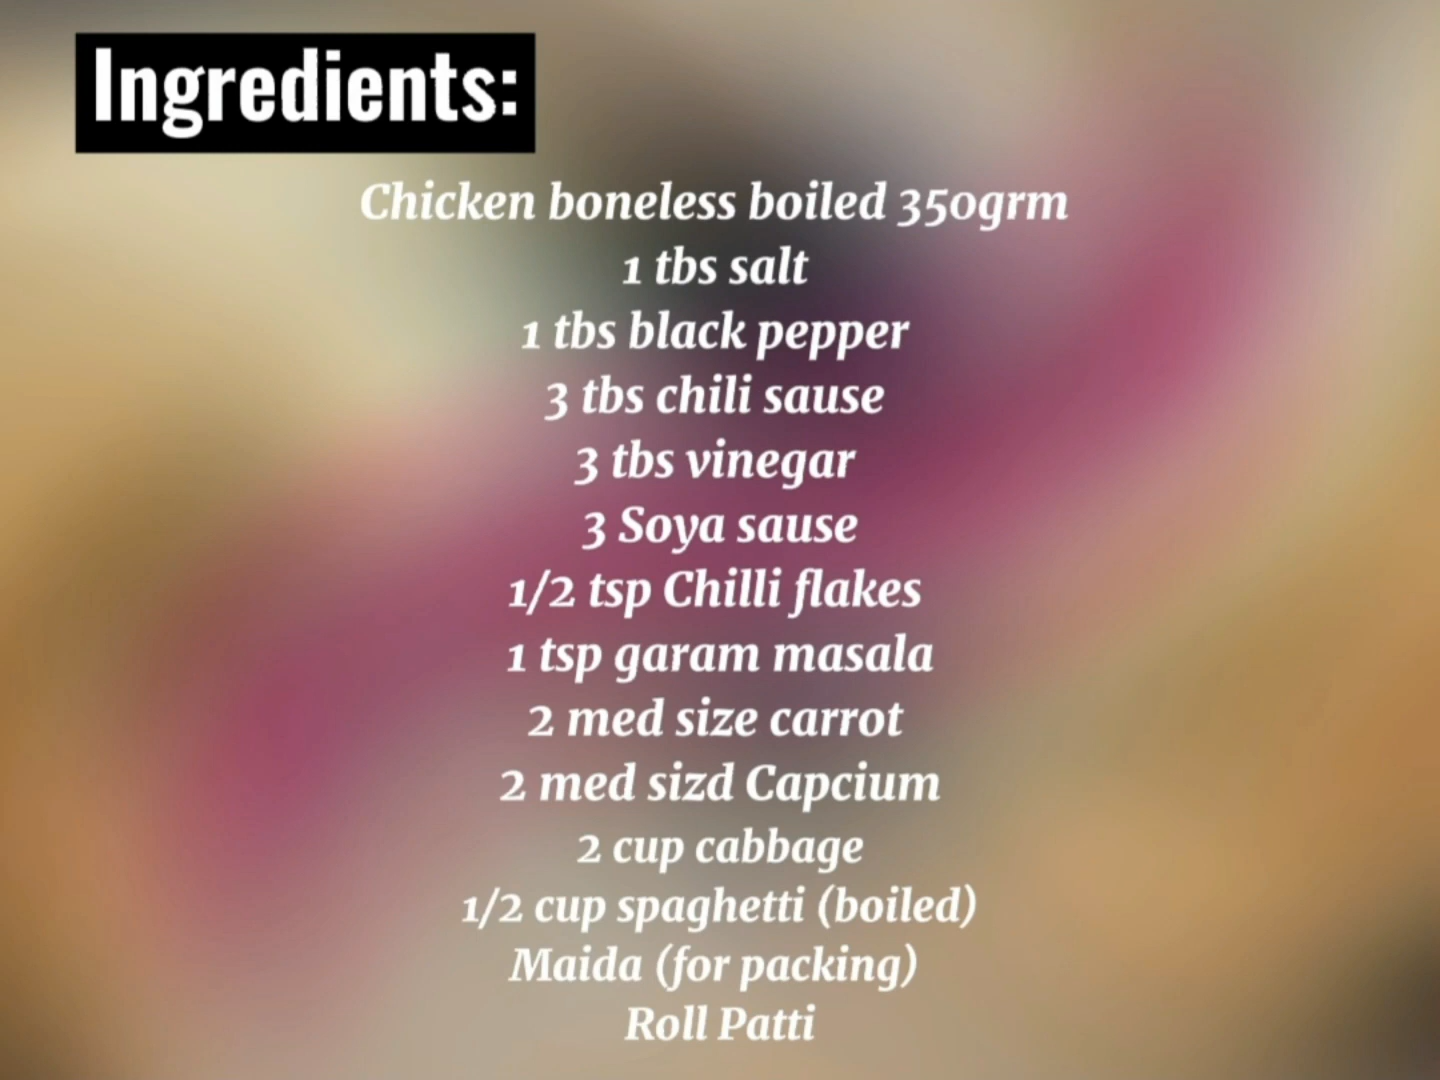 Ingredients:
Chicken boneless boiled 350grm
1 tbs salt
1 tbs black pepper
3 tbs chili sause
3 tbs vinegar
3 Soya sause
1/2 tsp Chilli flakes
1 tsp garam masala
2 med size carrot
2 med sizd Capcium
2 cup cabbage
1/2 cup spaghetti (boiled)
Maida (for packing)
Roll Patti